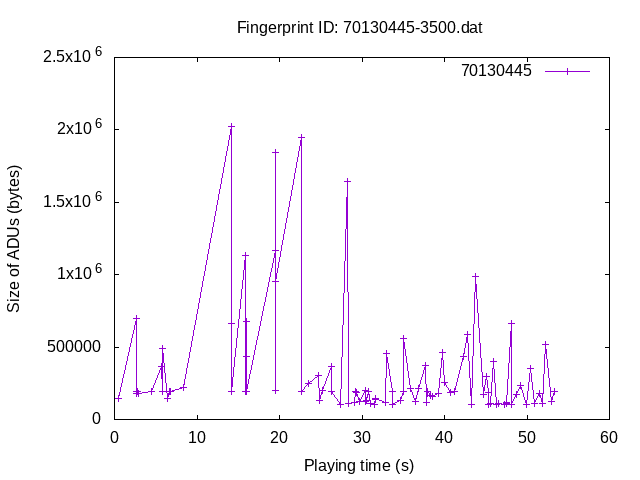 Fingerprint ID: 70130445-3500.dat
70130445
2.5x10^6
2x10^6
1.5x10^6
1x10^6
500000
0
Size of ADUs (bytes)
0 10 20 30 40 50 60
Playing time (s)